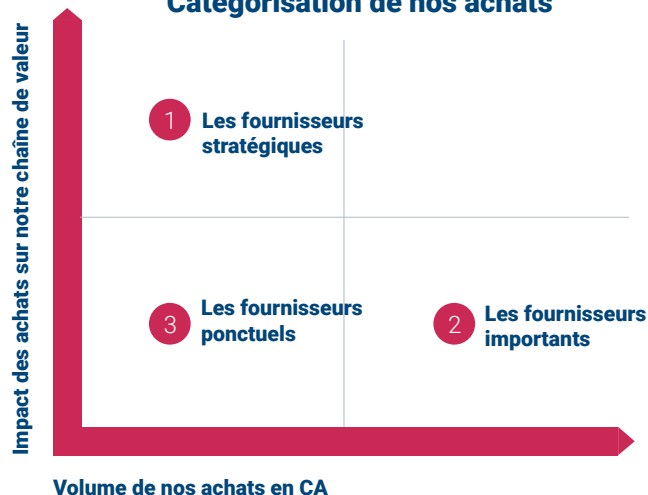 Catégorisation de nos achats
Impact des achats sur notre chaîne de valeur
1
Les fournisseurs
stratégiques
3
Les fournisseurs
ponctuels
2
Les fournisseurs
importants
Volume de nos achats en CA